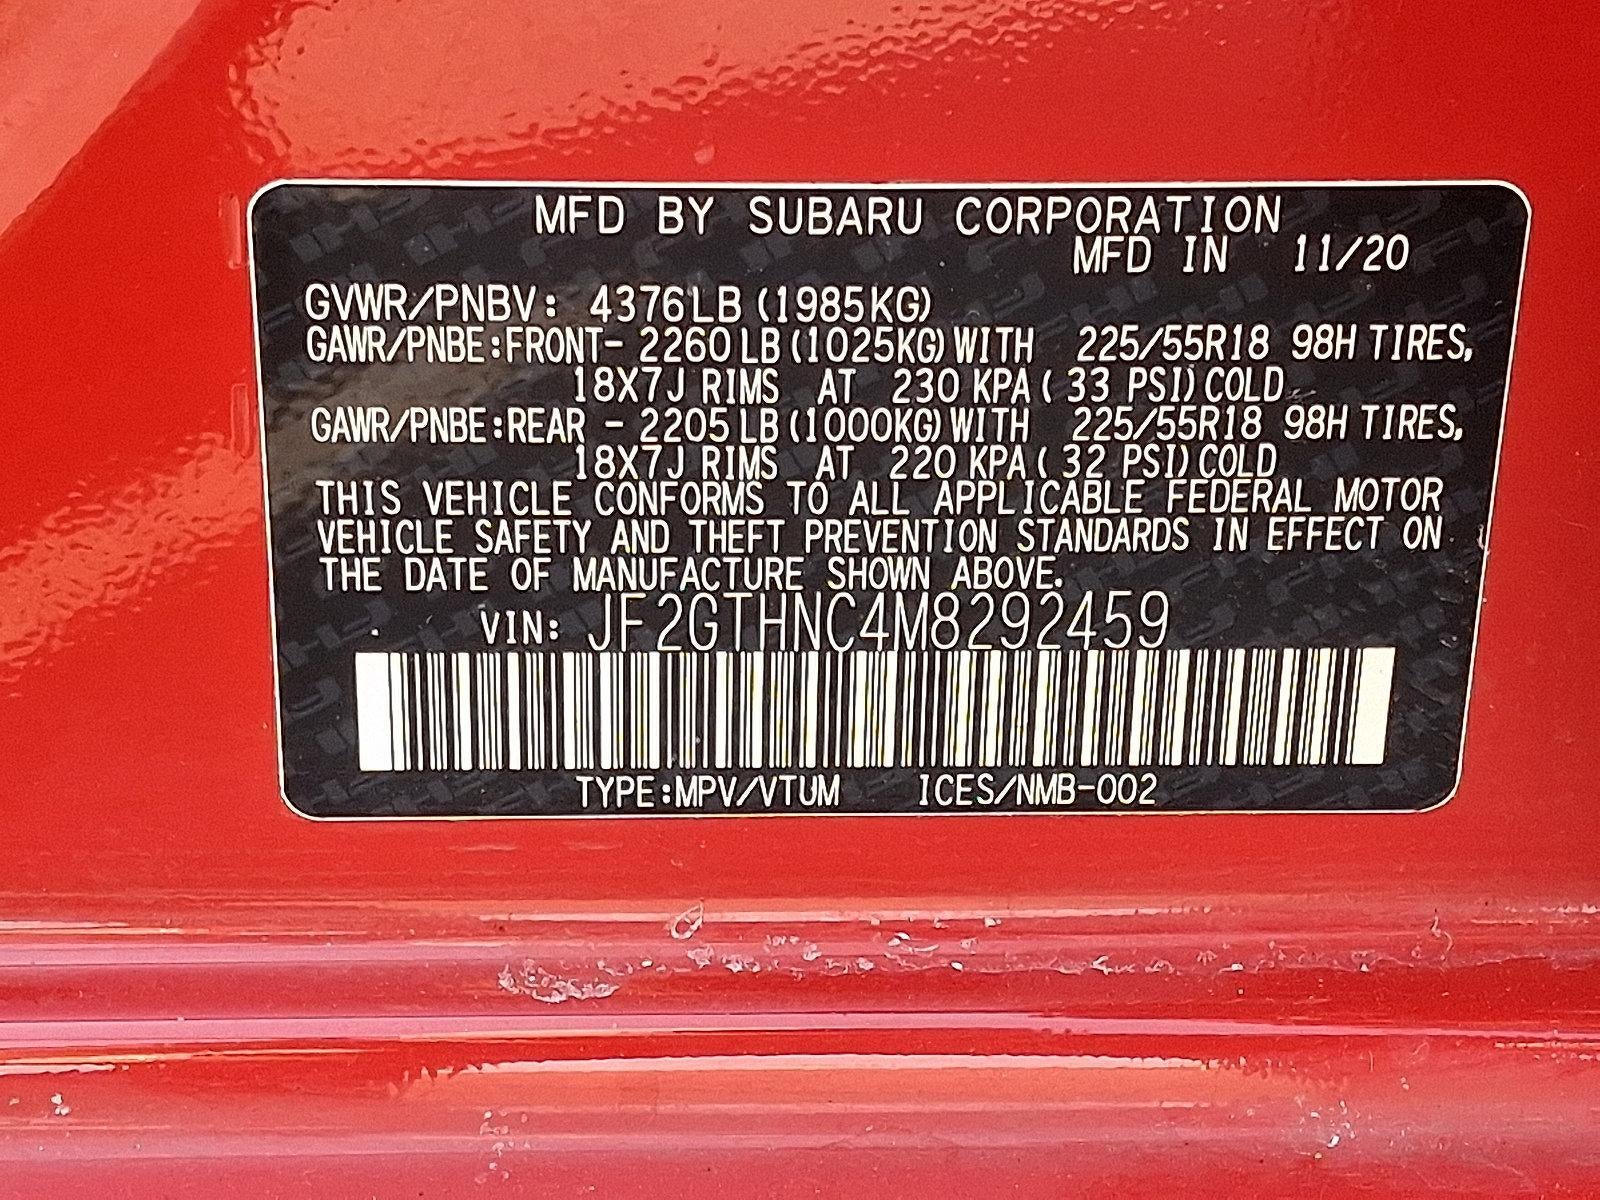 MFD BY SUBARU CORPORATION
MFD IN 11/20
GVWR/PNBV: 4376LB (1985KG)
GAWR/PNBE:FRONT- 2260LB (1025KG) WITH 225/55R18 98H TIRES,
18X7J RIMS AT 230 KPA ( 33 PSI) COLD
GAWR/PNBE:REAR - 2205LB (1000KG) WITH 225/55R18 98H TIRES,
18X7J RIMS AT 220 KPA ( 32 PSI) COLD
THIS VEHICLE CONFORMS TO ALL APPLICABLE FEDERAL MOTOR
VEHICLE SAFETY AND THEFT PREVENTION STANDARDS IN EFFECT ON
THE DATE OF MANUFACTURE SHOWN ABOVE.
VIN: JF2GTHNC4M8292459
TYPE:MPV/VTUM ICES/NMB-002